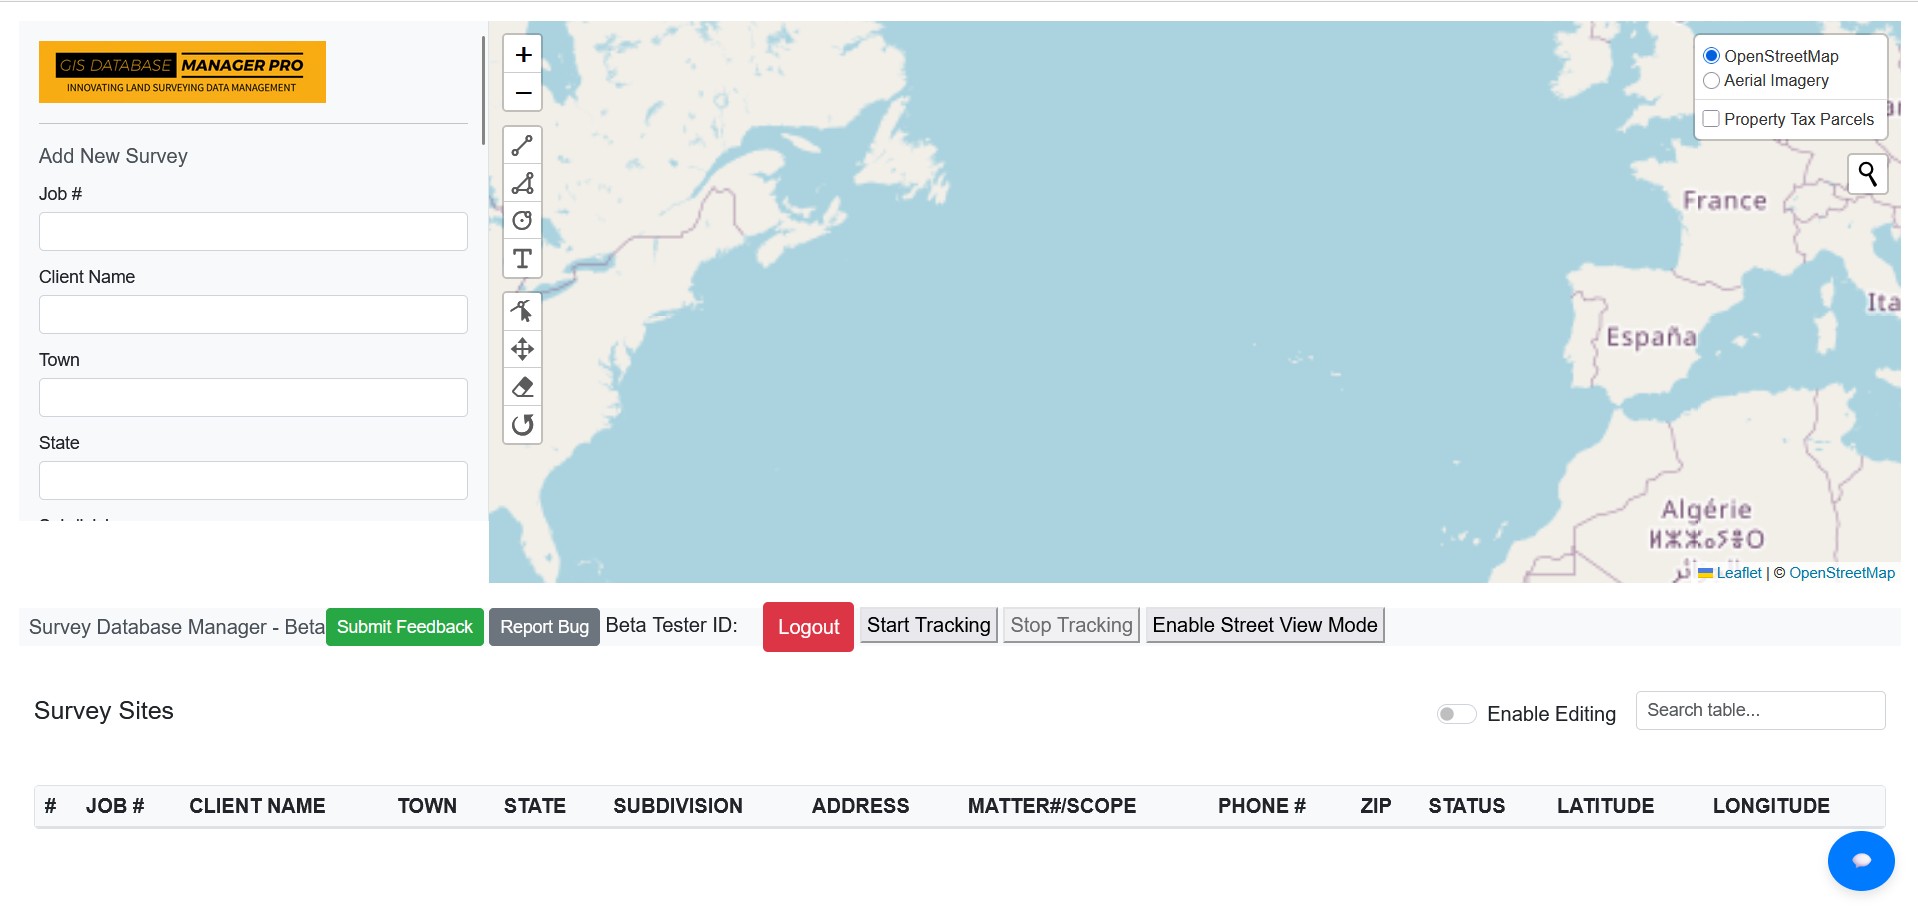 GIS DATABASE MANAGER PRO
INNOVATING LAND SURVEYING DATA MANAGEMENT
Add New Survey
Job #
Client Name
Town
State
+
−
T
OpenStreetMap
Aerial Imagery
Property Tax Parcels
France
Ita
España
Algérie
ⵍⵣⵣⴰⵢⴻⵔ
Leaflet | © OpenStreetMap
Survey Database Manager - Beta
Submit Feedback
Report Bug
Beta Tester ID:
Logout
Start Tracking
Stop Tracking
Enable Street View Mode
Survey Sites
Enable Editing
Search table...
# JOB # CLIENT NAME TOWN STATE SUBDIVISION ADDRESS MATTER#/SCOPE PHONE # ZIP STATUS LATITUDE LONGITUDE